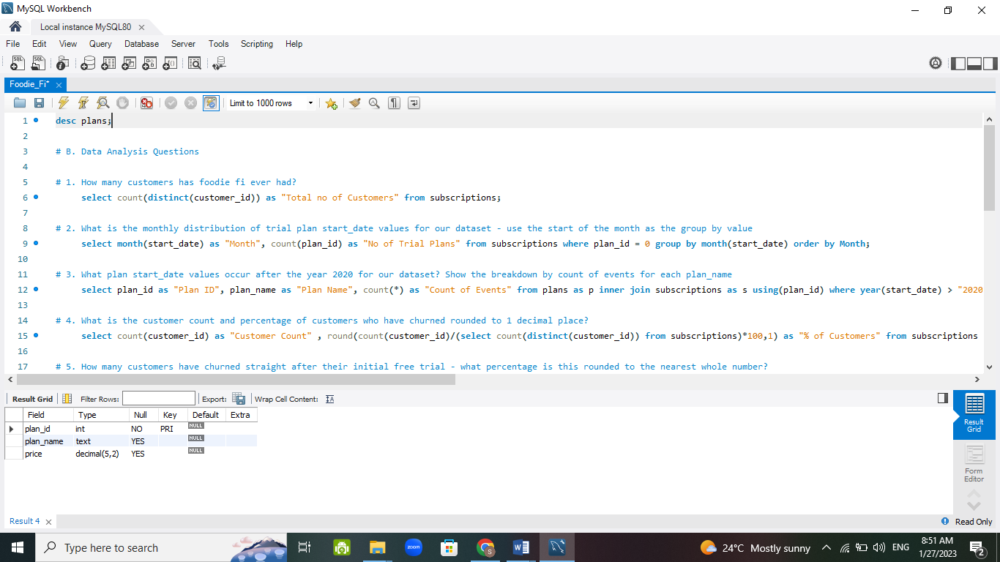 MySQL Workbench
Local instance MySQL80
File Edit View Query Database Server Tools Scripting Help
Foodie_Fi*
Limit to 1000 rows
1 desc plans;
2
3 # B. Data Analysis Questions
4
5 # 1. How many customers has foodie fi ever had?
6 select count(distinct(customer_id)) as "Total no of Customers" from subscriptions;
7
8 # 2. What is the monthly distribution of trial plan start_date values for our dataset - use the start of the month as the group by value
9 select month(start_date) as "Month", count(plan_id) as "No of Trial Plans" from subscriptions where plan_id = 0 group by month(start_date) order by Month;
10
11 # 3. What plan start_date values occur after the year 2020 for our dataset? Show the breakdown by count of events for each plan_name
12 select plan_id as "Plan ID", plan_name as "Plan Name", count(*) as "Count of Events" from plans as p inner join subscriptions as s using(plan_id) where year(start_date) > "2020
13
14 # 4. What is the customer count and percentage of customers who have churned rounded to 1 decimal place?
15 select count(customer_id) as "Customer Count" , round(count(customer_id)/(select count(distinct(customer_id)) from subscriptions)*100,1) as "% of Customers" from subscriptions
16
17 # 5. How many customers have churned straight after their initial free trial - what percentage is this rounded to the nearest whole number?
Result Grid Filter Rows: Export: Wrap Cell Content:
Field Type Null Key Default Extra
plan_id int NO PRI NULL
plan_name text YES NULL
price decimal(5,2) YES NULL
Result Grid
Form Editor
Result 4 Read Only
Type here to search zoom 24°C Mostly sunny ENG 8:51 AM
1/27/2023 2